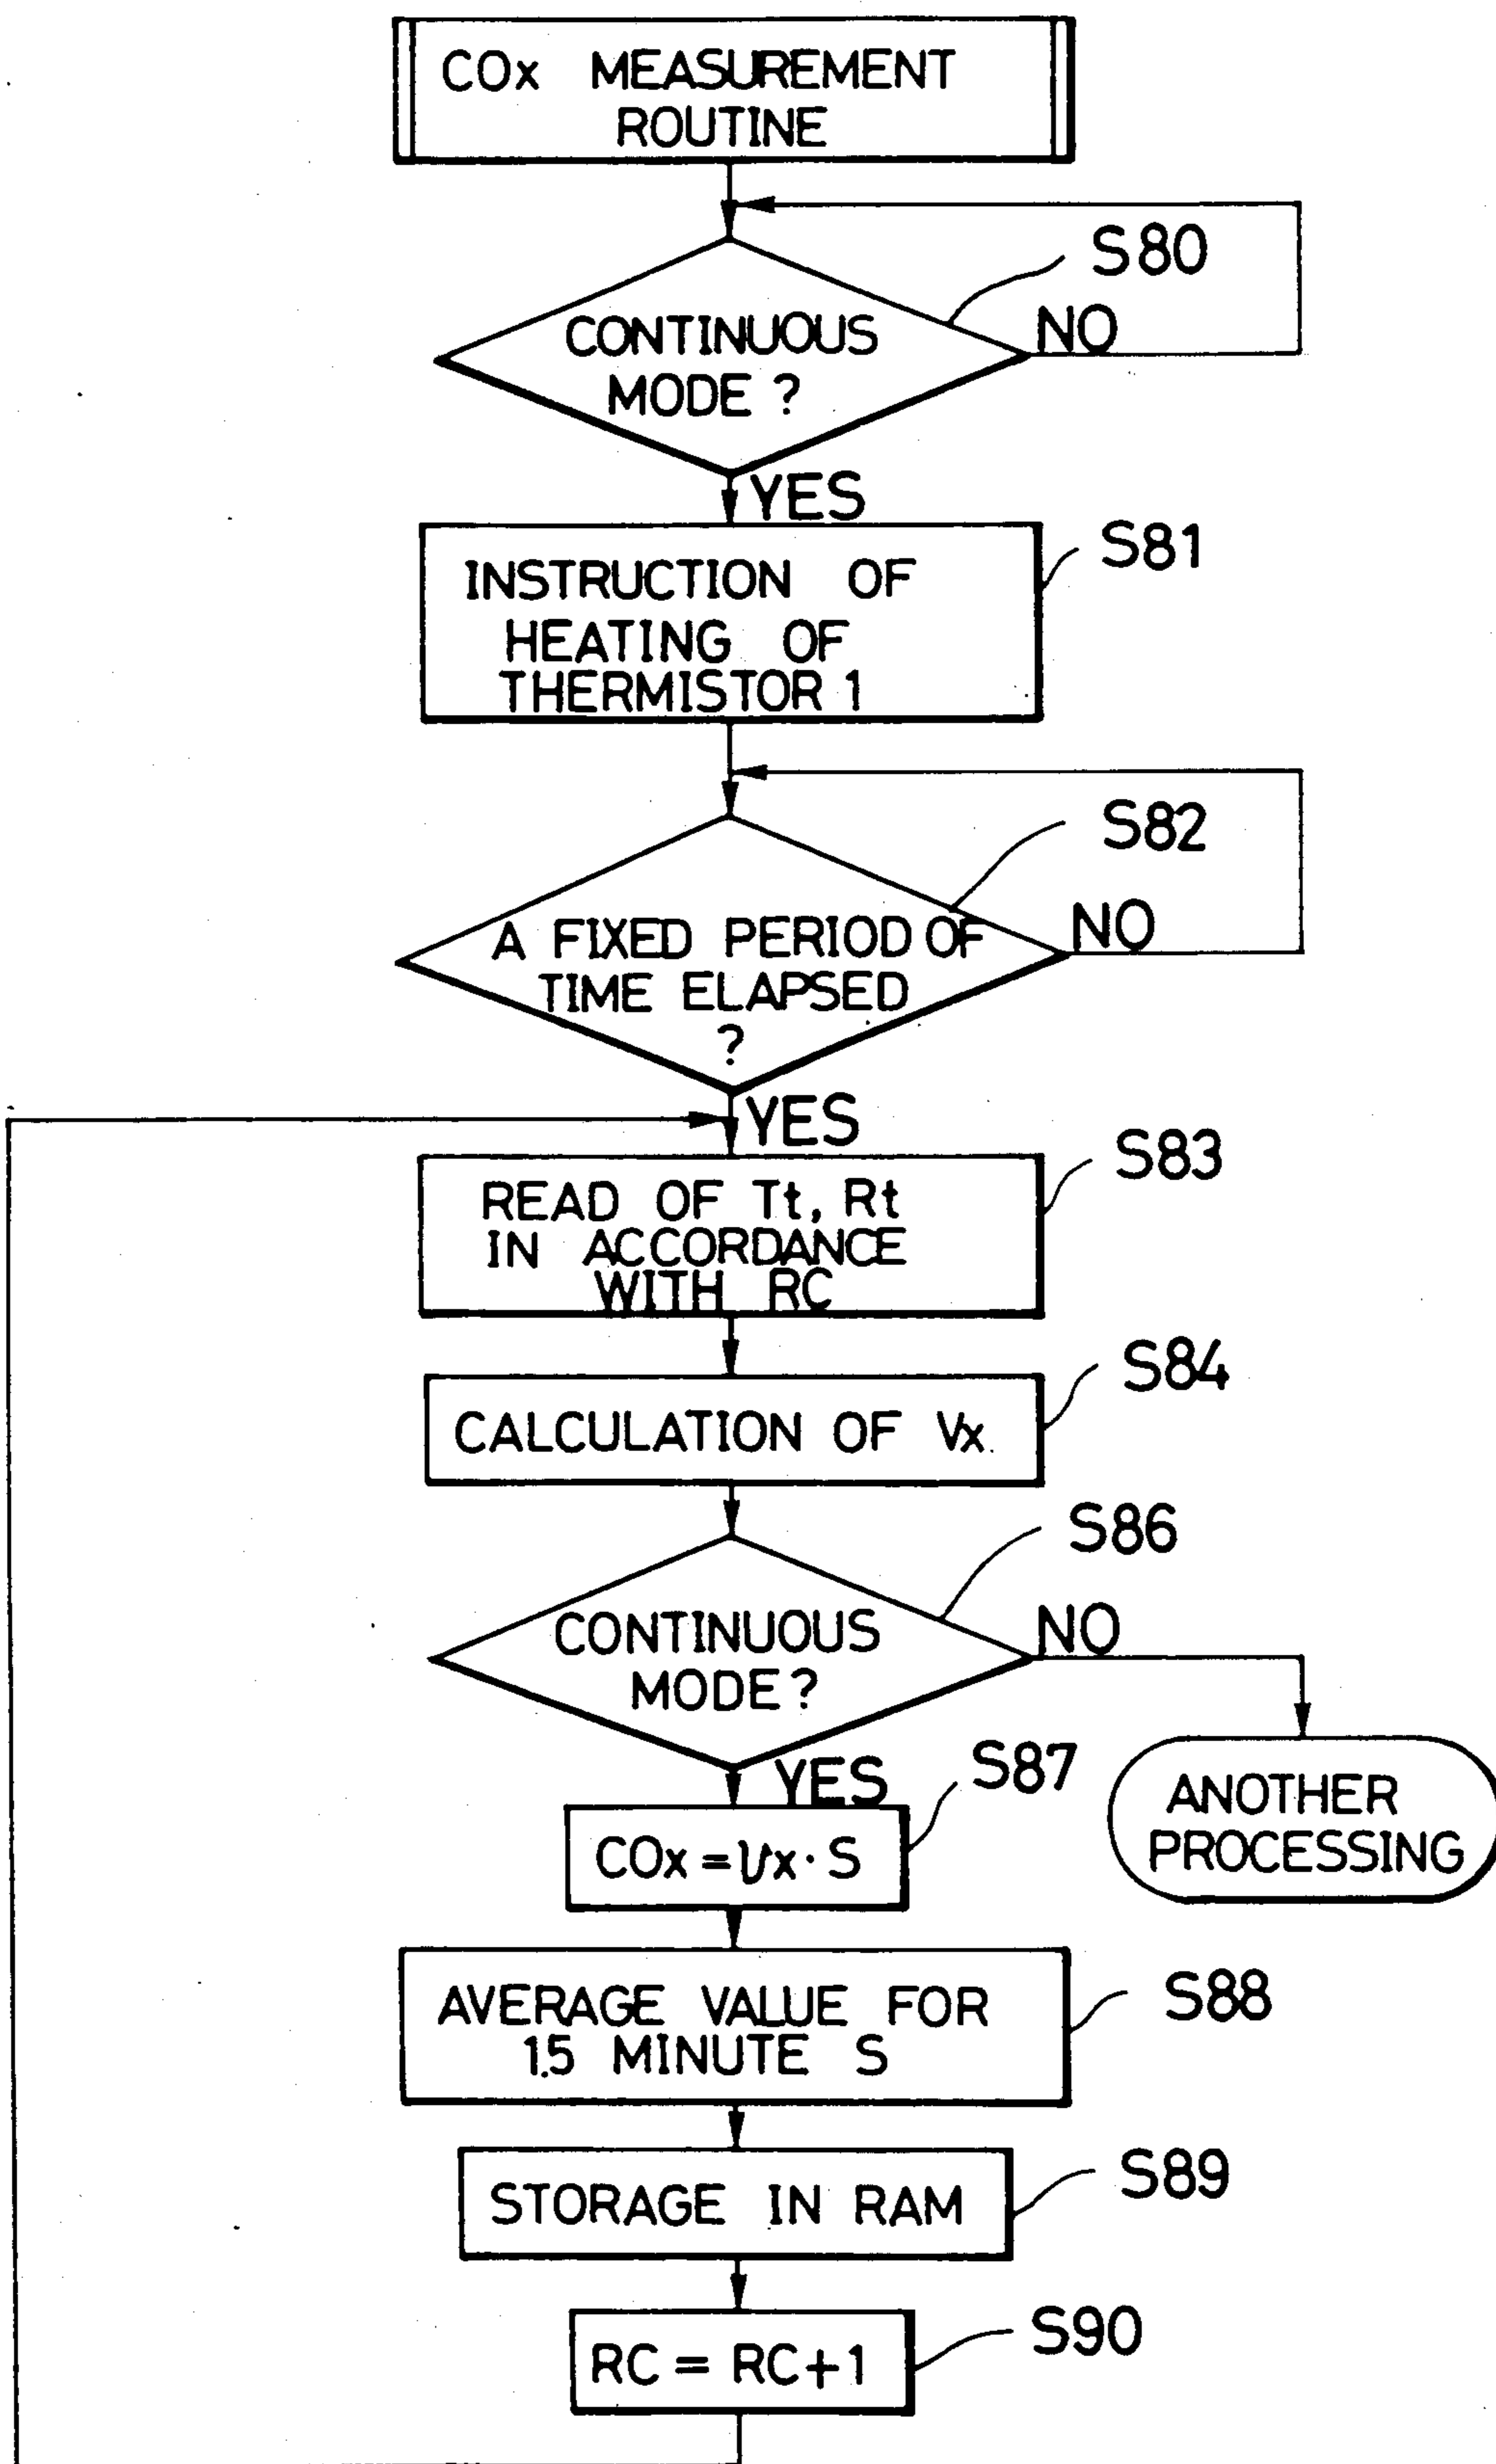 COx MEASUREMENT
ROUTINE
S80
CONTINUOUS
MODE ?
NO
YES
S81
INSTRUCTION OF
HEATING OF
THERMISTOR 1
S82
A FIXED PERIOD OF
TIME ELAPSED
?
NO
YES
S83
READ OF Tt, Rt
IN ACCORDANCE
WITH RC
S84
CALCULATION OF Vx.
S86
CONTINUOUS
MODE ?
NO
YES
S87
ANOTHER
PROCESSING
COx = υx · S
S88
AVERAGE VALUE FOR
1.5 MINUTE S
S89
STORAGE IN RAM
S90
RC = RC+1